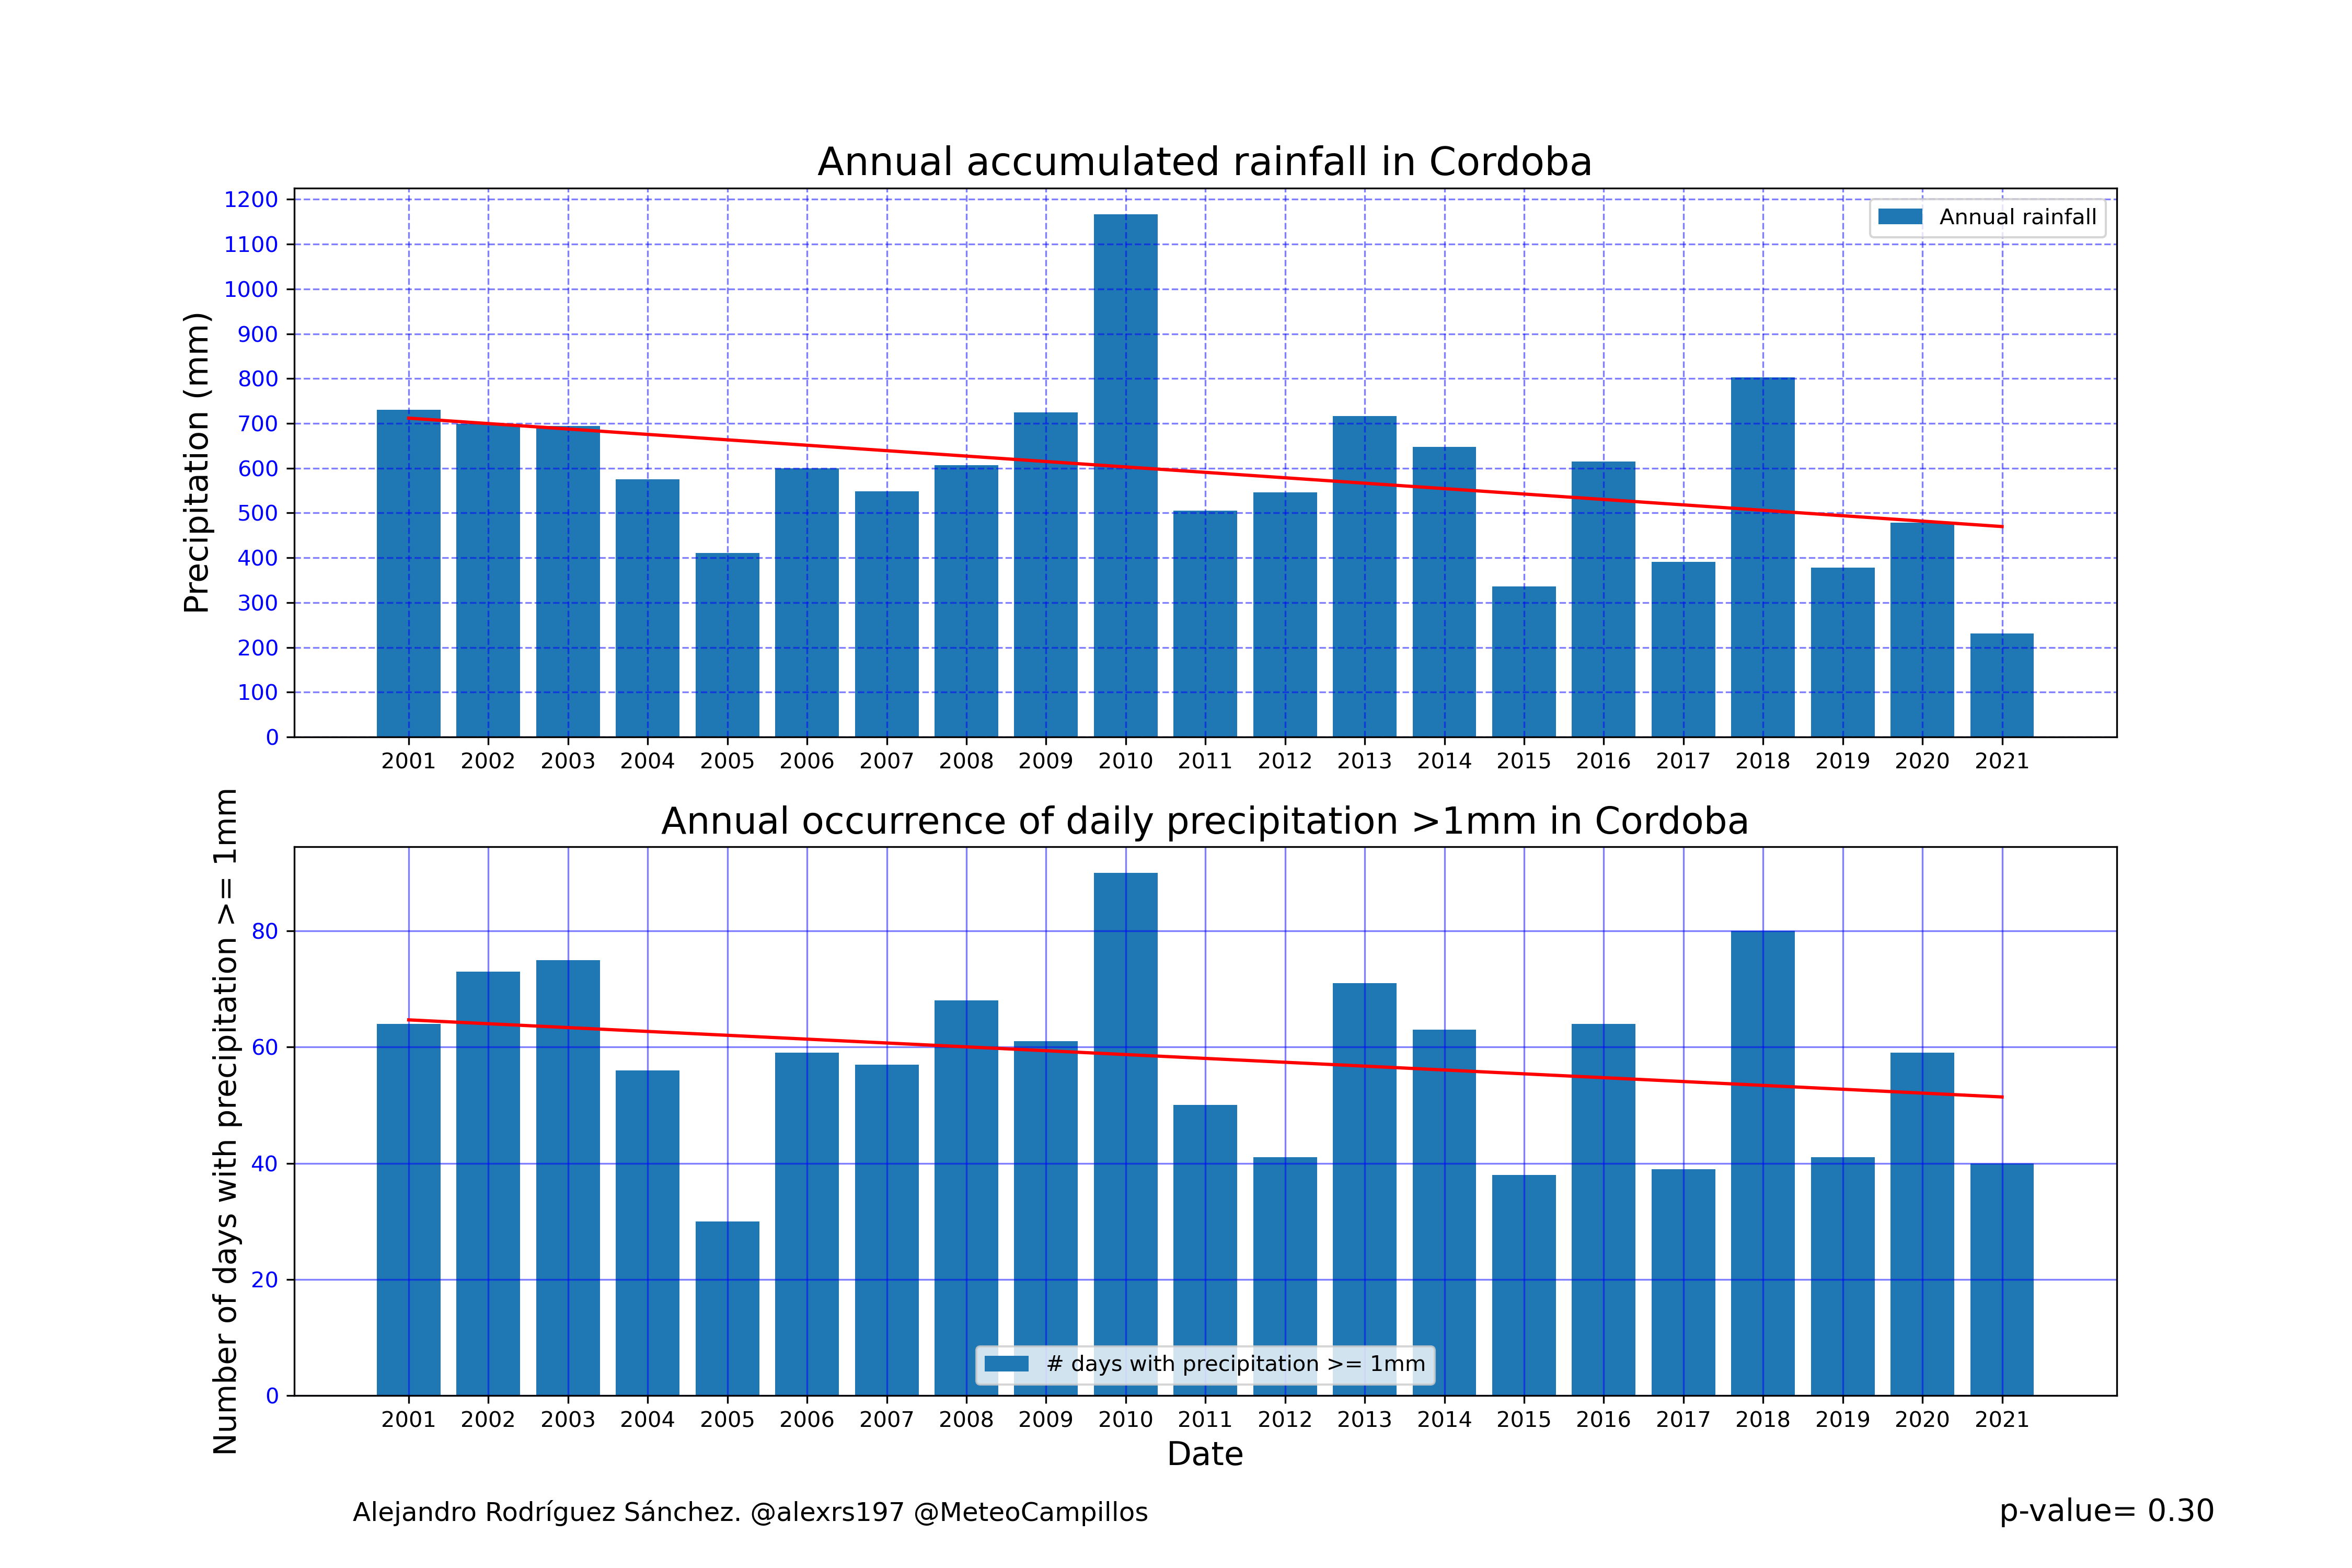 Annual accumulated rainfall in Cordoba
Precipitation (mm)
1200
1100
1000
900
800
700
600
500
400
300
200
100
0
Annual rainfall
2001 2002 2003 2004 2005 2006 2007 2008 2009 2010 2011 2012 2013 2014 2015 2016 2017 2018 2019 2020 2021
Annual occurrence of daily precipitation >1mm in Cordoba
Number of days with precipitation >= 1mm
80
60
40
20
0
# days with precipitation >= 1mm
2001 2002 2003 2004 2005 2006 2007 2008 2009 2010 2011 2012 2013 2014 2015 2016 2017 2018 2019 2020 2021
Date
Alejandro Rodríguez Sánchez. @alexrs197 @MeteoCampillos
p-value= 0.30